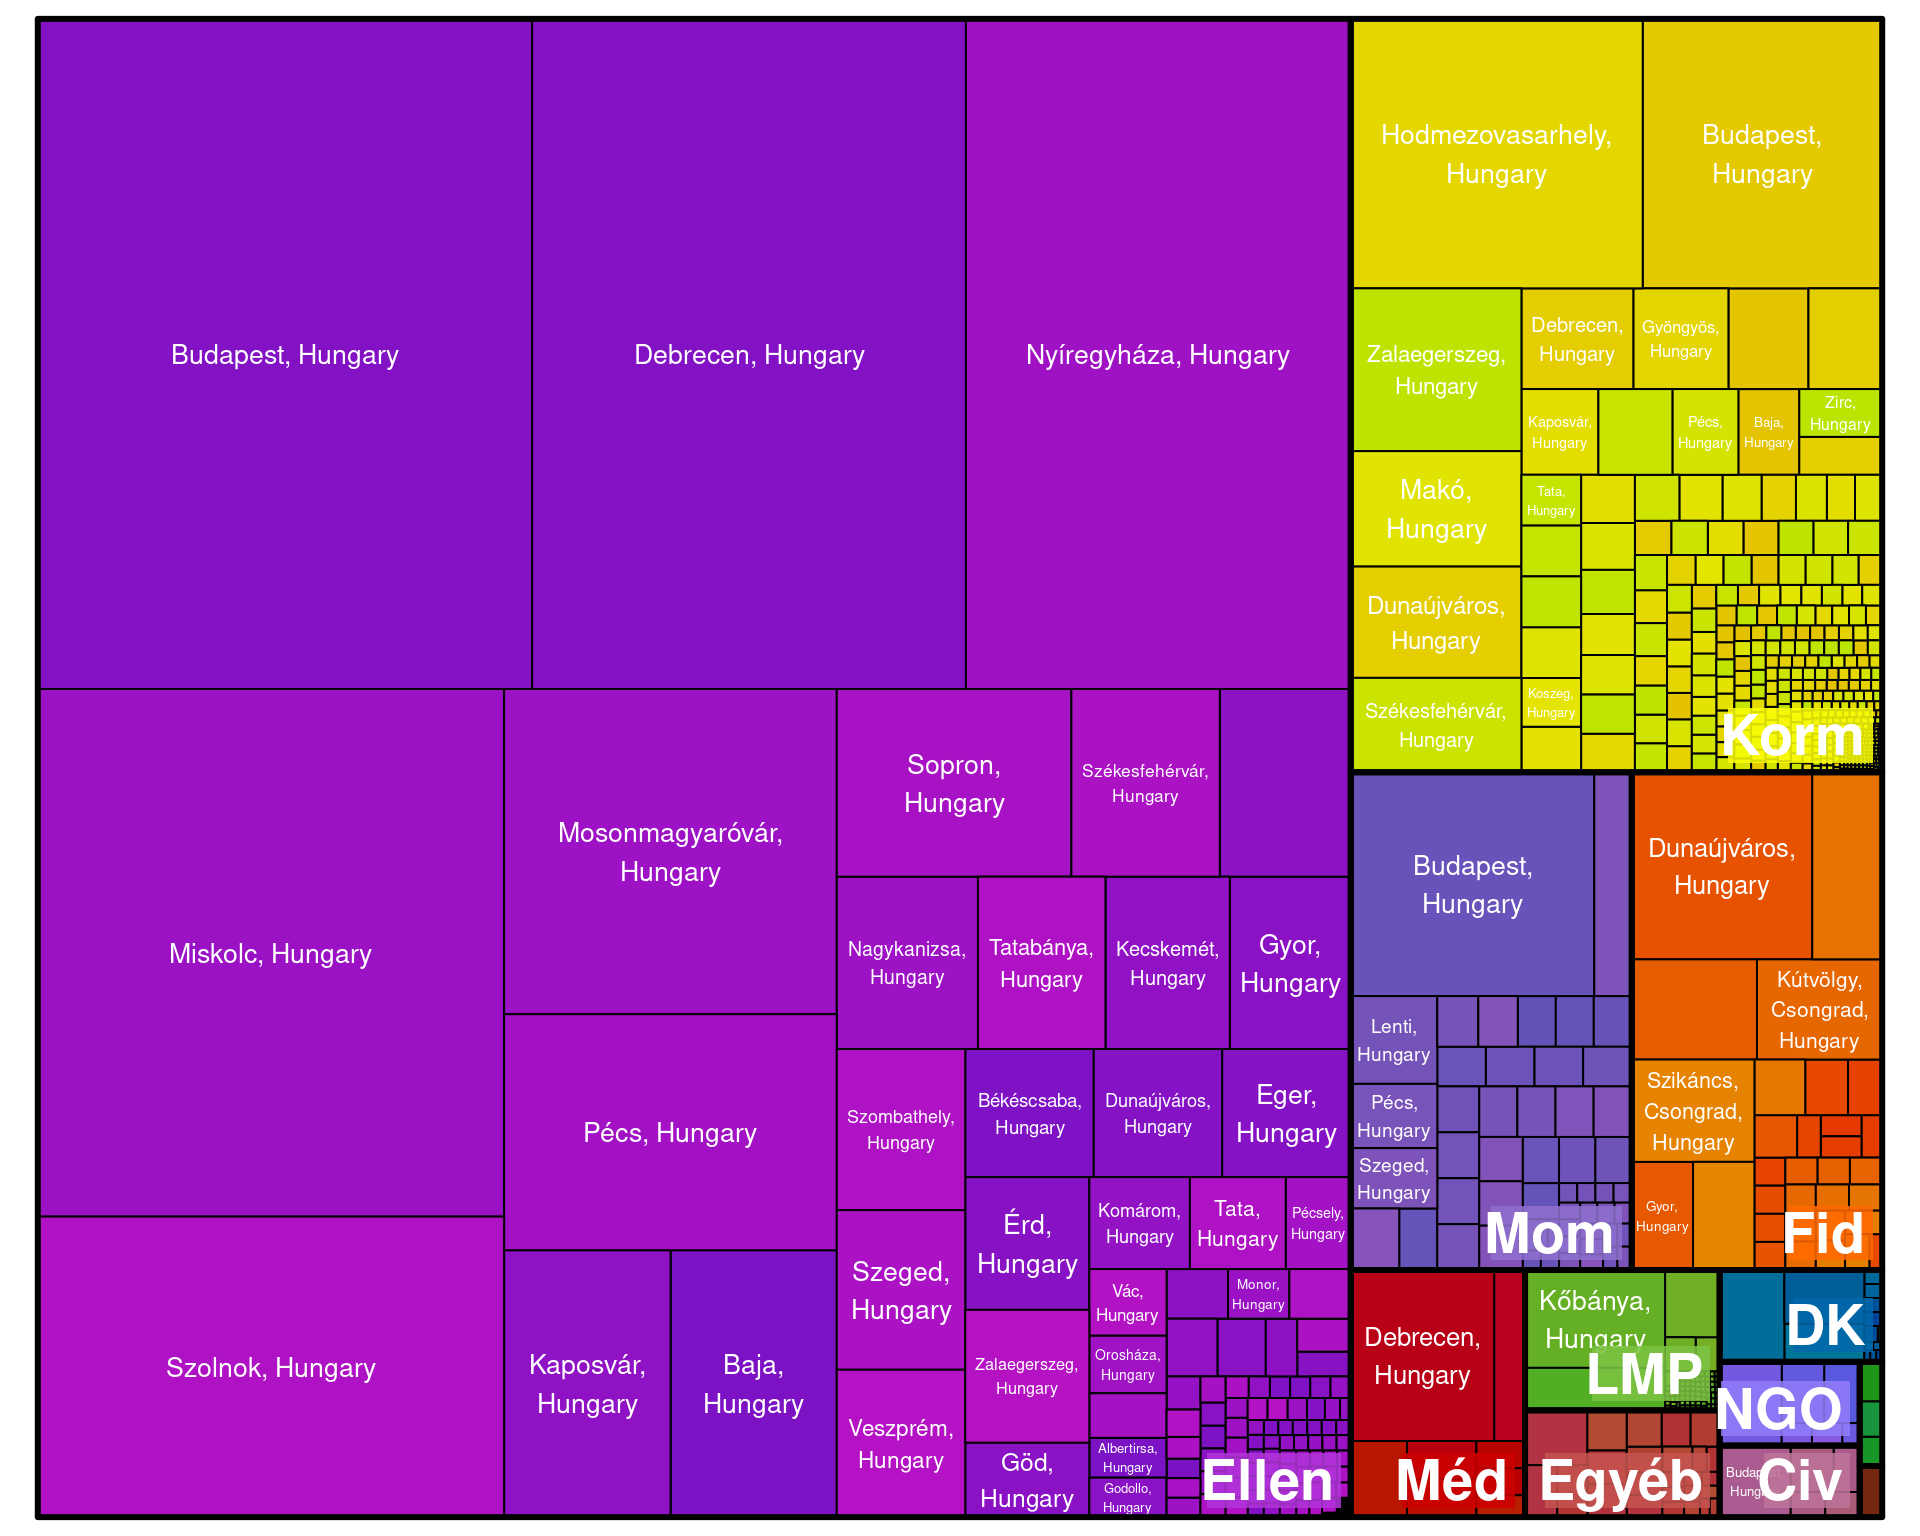 Budapest, Hungary
Debrecen, Hungary
Nyíregyháza, Hungary
Miskolc, Hungary
Szolnok, Hungary
Mosonmagyaróvár,
Hungary
Pécs, Hungary
Kaposvár,
Hungary
Baja,
Hungary
Sopron,
Hungary
Székesfehérvár,
Hungary
Nagykanizsa,
Hungary
Tatabánya,
Hungary
Kecskemét,
Hungary
Gyor,
Hungary
Szombathely,
Hungary
Békéscsaba,
Hungary
Dunaújváros,
Hungary
Eger,
Hungary
Szeged,
Hungary
Veszprém,
Hungary
Érd,
Hungary
Komárom,
Hungary
Tata,
Hungary
Pécsely,
Hungary
Zalaegerszeg,
Hungary
Göd,
Hungary
Vác,
Hungary
Monor,
Hungary
Orosháza,
Hungary
Albertirsa,
Hungary
Godollo,
Hungary
Ellen
Hodmezovasarhely,
Hungary
Budapest,
Hungary
Zalaegerszeg,
Hungary
Debrecen,
Hungary
Gyöngyös,
Hungary
Kaposvár,
Hungary
Pécs,
Hungary
Baja,
Hungary
Zirc,
Hungary
Makó,
Hungary
Tata,
Hungary
Dunaújváros,
Hungary
Székesfehérvár,
Hungary
Koszeg,
Hungary
Korm
Budapest,
Hungary
Lenti,
Hungary
Pécs,
Hungary
Szeged,
Hungary
Mom
Dunaújváros,
Hungary
Kútvölgy,
Csongrad,
Hungary
Szikáncs,
Csongrad,
Hungary
Gyor,
Hungary
Fid
Debrecen,
Hungary
Méd
Kőbánya,
Hungary
LMP
Egyéb
DK
NGO
Budapest,
Hungary
Civ